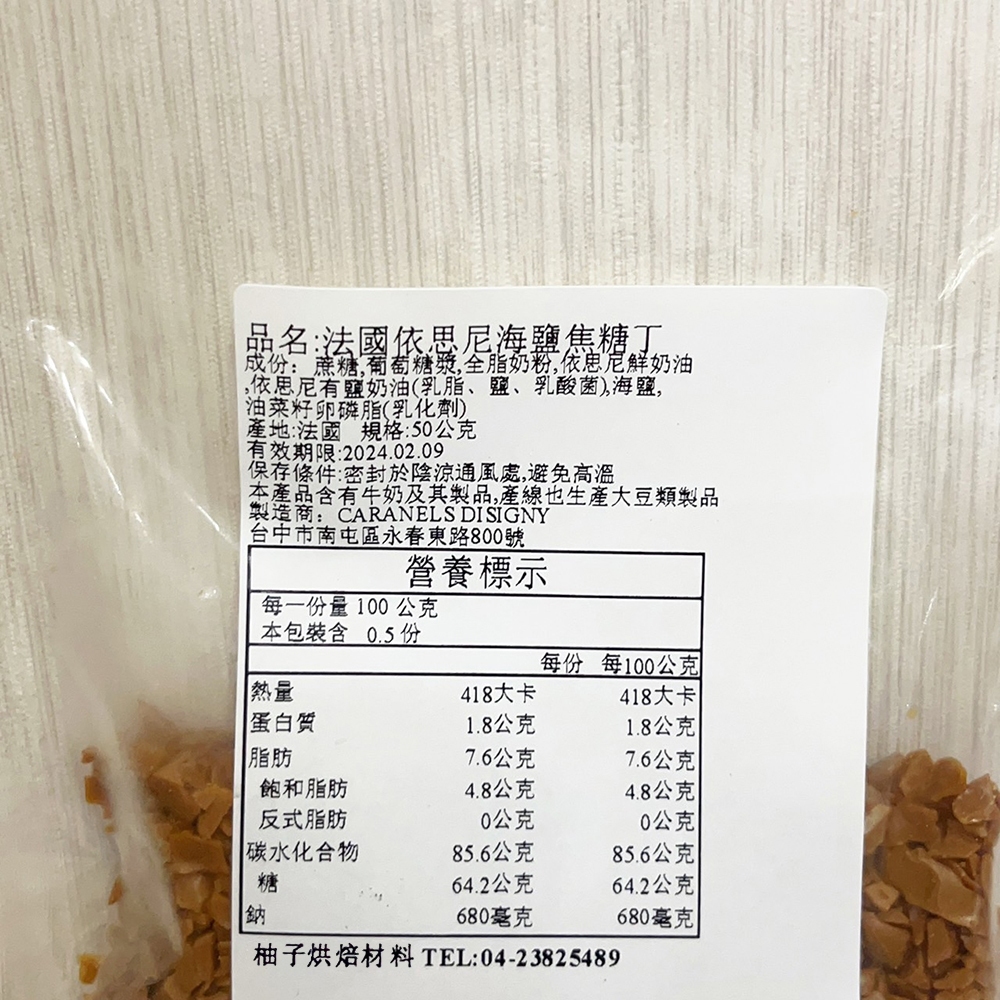 品名:法國依思尼海鹽焦糖丁
成份：蔗糖,葡萄糖漿,全脂奶粉,依思尼鮮奶油
,依思尼有鹽奶油(乳脂、鹽、乳酸菌),海鹽,
油菜籽卵磷脂(乳化劑)
產地:法國 規格:50公克
有效期限:2024.02.09
保存條件:密封於陰涼通風處,避免高溫
本產品含有牛奶及其製品,產線也生產大豆類製品
製造商：CARANELS DISIGNY
台中市南屯區永春東路800號
營養標示
每一份量 100 公克
本包裝含 0.5 份
每份 每100公克
熱量 418大卡 418大卡
蛋白質 1.8公克 1.8公克
脂肪 7.6公克 7.6公克
飽和脂肪 4.8公克 4.8公克
反式脂肪 0公克 0公克
碳水化合物 85.6公克 85.6公克
糖 64.2公克 64.2公克
鈉 680毫克 680毫克
柚子烘焙材料 TEL:04-23825489